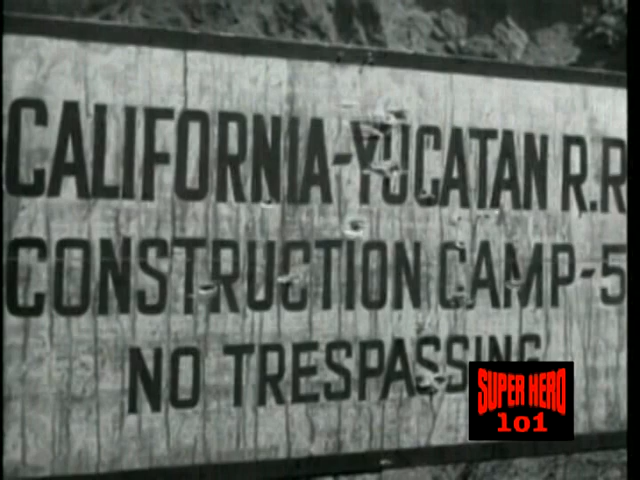 CALIFORNIA-YUCATAN R.R
CONSTRUCTION CAMP-5
NO TRESPASSING
SUPER HERO
101